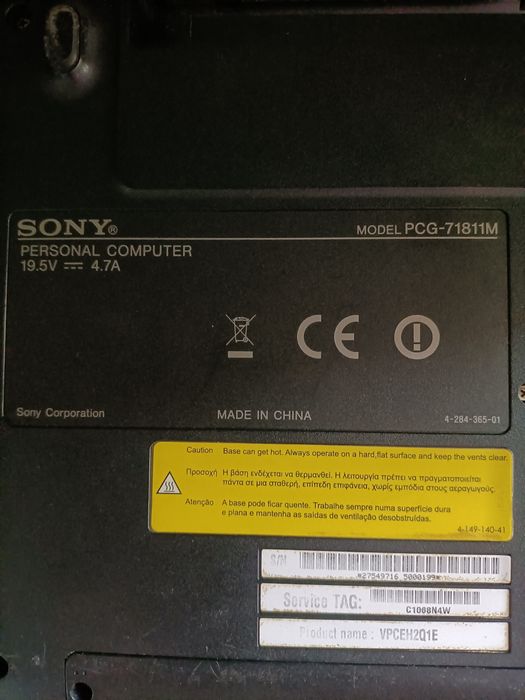 SONY®
MODEL PCG-71811M
PERSONAL COMPUTER
19.5V 4.7A
CE
Sony Corporation
MADE IN CHINA
4-284-365-01
Caution Base can get hot. Always operate on a hard,flat surface and keep the vents clear.
Προσοχή Η βάση ενδέχεται να θερμανθεί. Η λειτουργία πρέπει να πραγματοποιείται
πάντα σε μια σταθερή, επίπεδη επιφάνεια, χωρίς εμπόδια στους αεραγωγούς.
Atenção A base pode ficar quente. Trabalhe sempre numa superfície dura
e plana e mantenha as saídas de ventilação desobstruídas.
4-149-140-41
S/N
*27549716 5000199*
Service TAG:
C1068N4W
Product name : VPCEH2Q1E